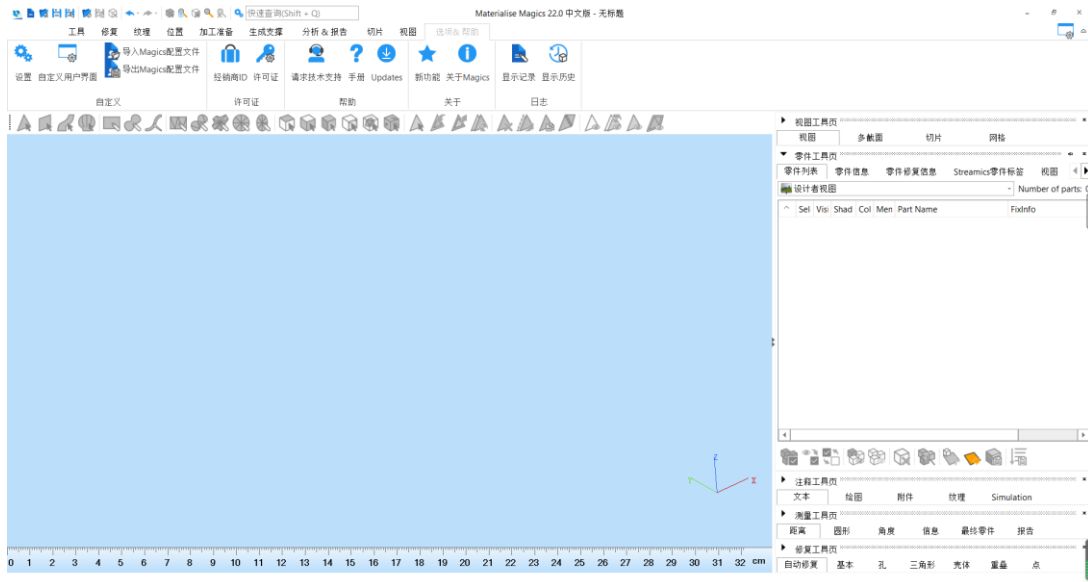 快速查询(Shift + Q)
Materialise Magics 22.0 中文版 - 无标题
工具 修复 纹理 位置 加工准备 生成支撑 分析 & 报告 切片 视图 选项& 帮助
设置 自定义用户界面 导入Magics配置文件 导出Magics配置文件 经销商ID 许可证 请求技术支持 手册 Updates 新功能 关于Magics 显示记录 显示历史
自定义 许可证 帮助 关于 日志
视图工具页
视图 多截面 切片 网格
零件工具页
零件列表 零件信息 零件修复信息 Streamics零件标签 视图
设计者视图 Number of parts: 0
Sel Visi Shad Col Men Part Name FixInfo
Z
Y X
注释工具页
文本 绘图 附件 纹理 Simulation
测量工具页
距离 圆形 角度 信息 最终零件 报告
修复工具页
自动修复 基本 孔 三角形 壳体 重叠 点
0 1 2 3 4 5 6 7 8 9 10 11 12 13 14 15 16 17 18 19 20 21 22 23 24 25 26 27 28 29 30 31 32 cm